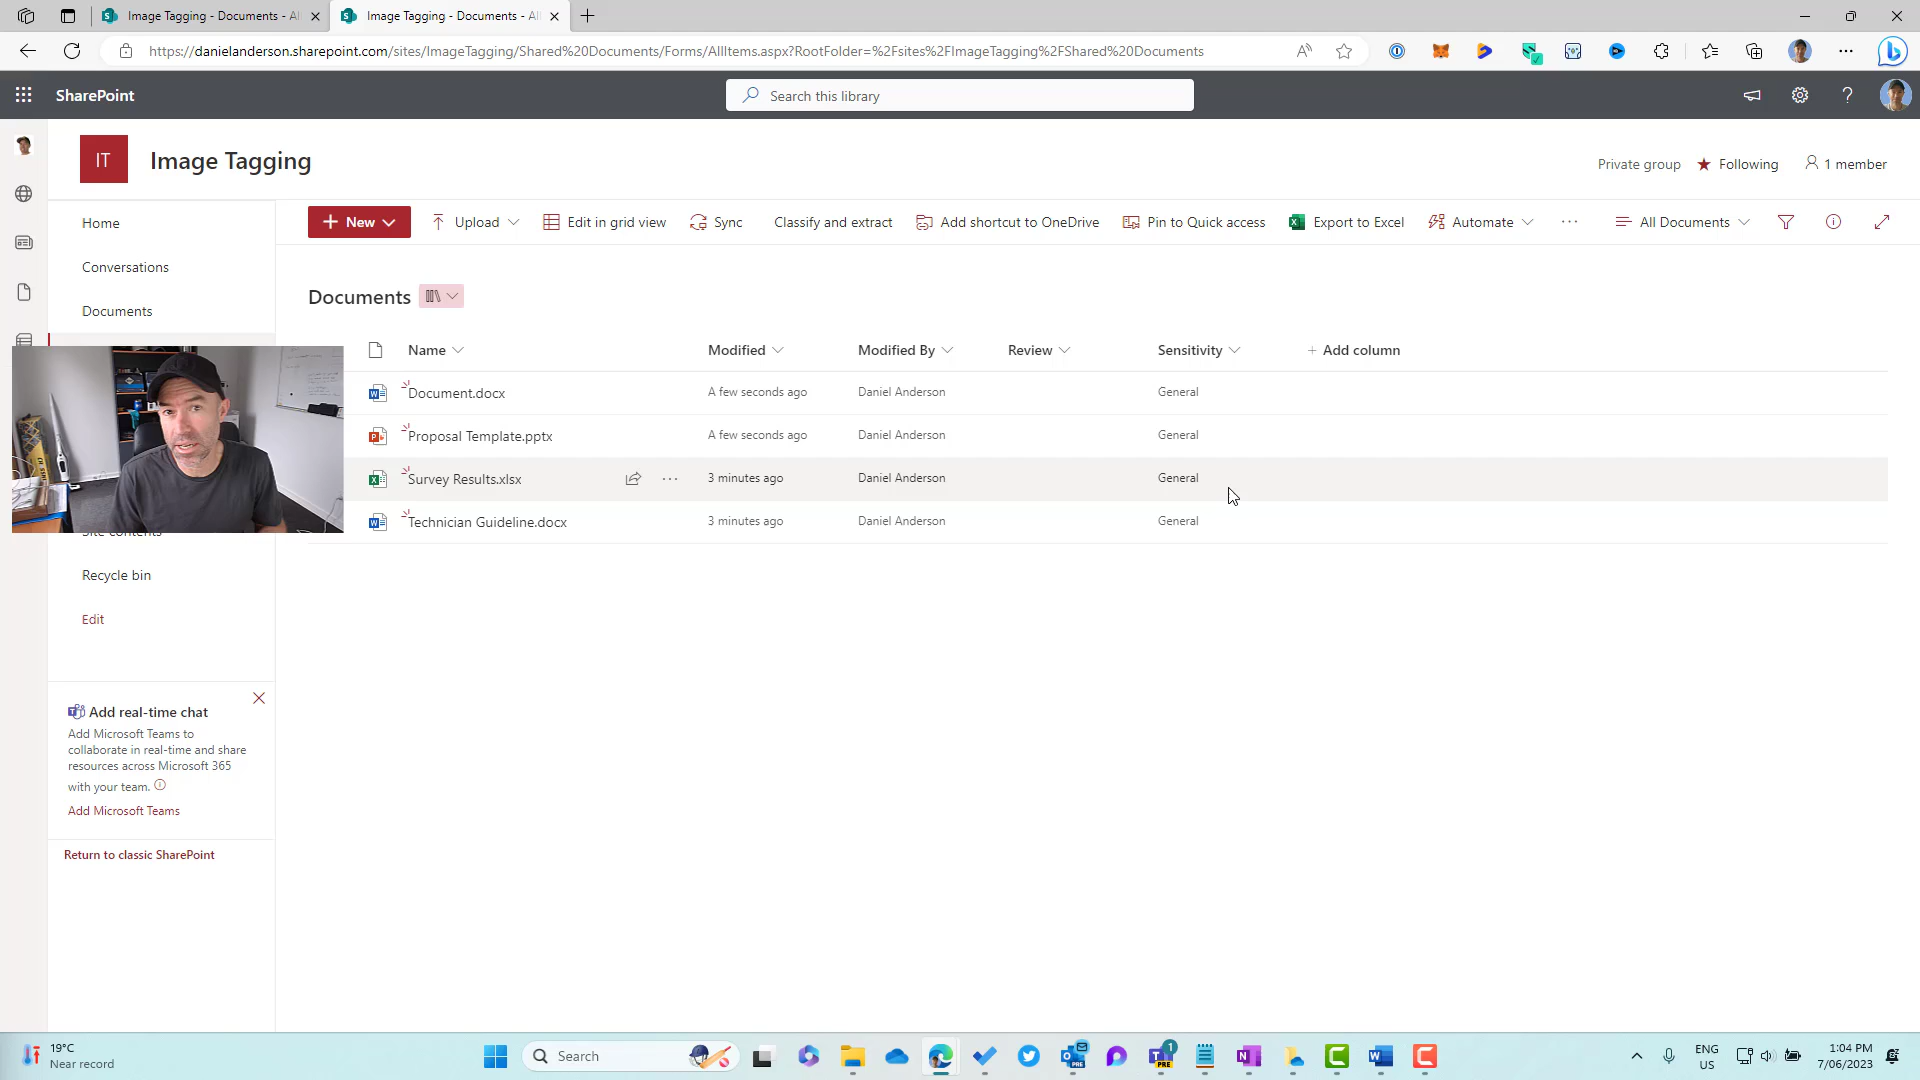 Image Tagging - Documents - Al
Image Tagging - Documents - Al
https://danielanderson.sharepoint.com/sites/ImageTagging/Shared%20Documents/Forms/AllItems.aspx?RootFolder=%2Fsites%2FImageTagging%2FShared%20Documents
SharePoint
Search this library
IT
Image Tagging
Private group
Following
1 member
Home
Conversations
Documents
Recycle bin
Edit
New
Upload
Edit in grid view
Sync
Classify and extract
Add shortcut to OneDrive
Pin to Quick access
Export to Excel
Automate
All Documents
Documents
Name Modified Modified By Review Sensitivity + Add column
Document.docx A few seconds ago Daniel Anderson General
Proposal Template.pptx A few seconds ago Daniel Anderson General
Survey Results.xlsx 3 minutes ago Daniel Anderson General
Technician Guideline.docx 3 minutes ago Daniel Anderson General
Add real-time chat
Add Microsoft Teams to
collaborate in real-time and share
resources across Microsoft 365
with your team.
Add Microsoft Teams
Return to classic SharePoint
19°C
Near record
Search
PRE
1
PRE
ENG
US
1:04 PM
7/06/2023